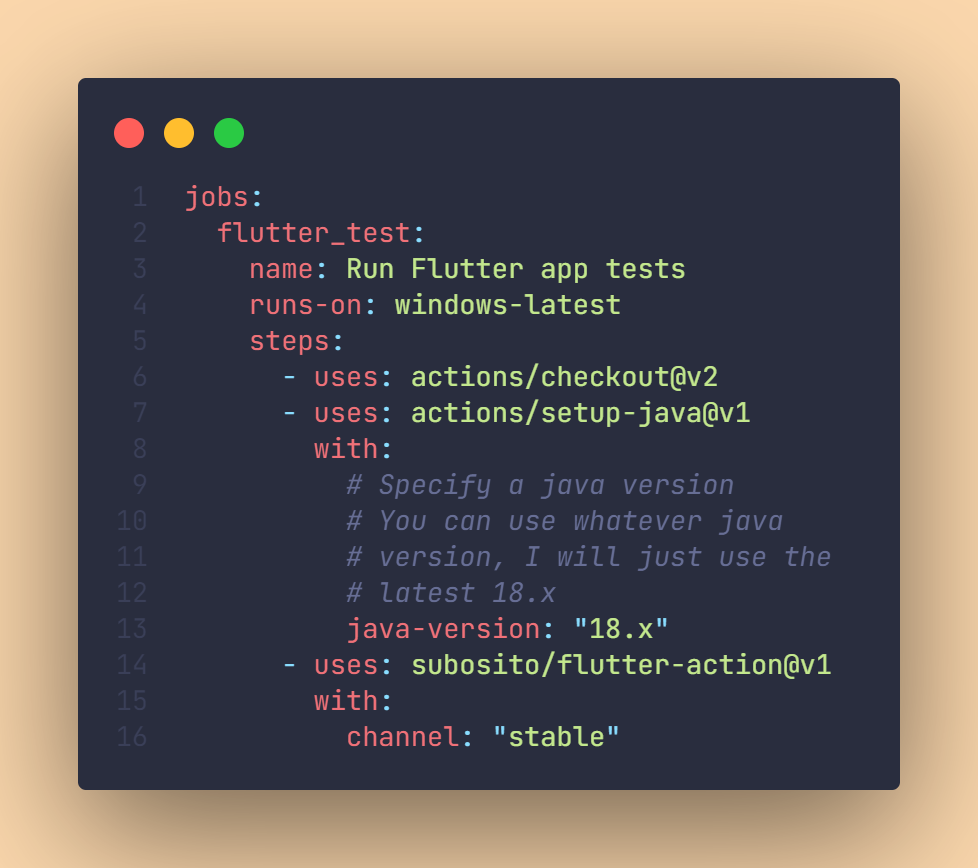 1 jobs:
2   flutter_test:
3     name: Run Flutter app tests
4     runs-on: windows-latest
5     steps:
6       - uses: actions/checkout@v2
7       - uses: actions/setup-java@v1
8         with:
9           # Specify a java version
10           # You can use whatever java
11           # version, I will just use the
12           # latest 18.x
13           java-version: "18.x"
14       - uses: subosito/flutter-action@v1
15         with:
16           channel: "stable"